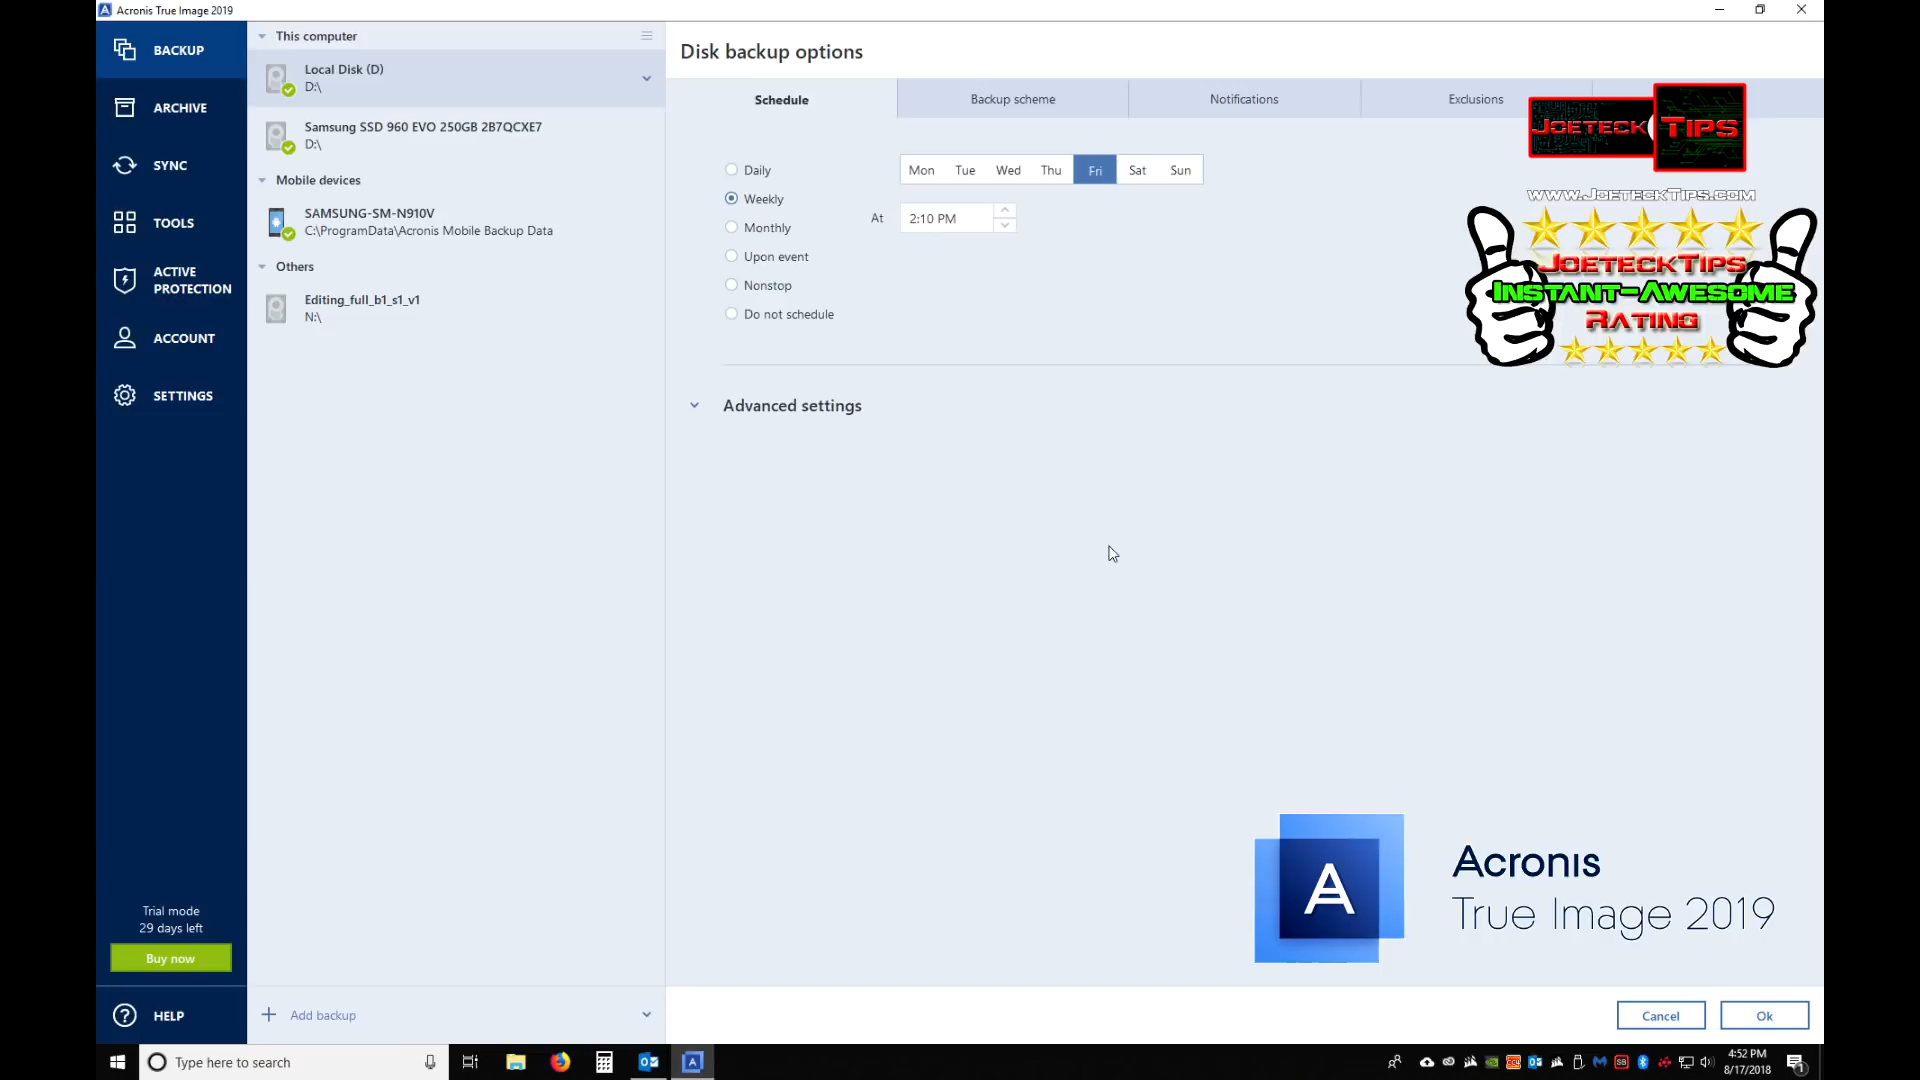 Acronis True Image 2019
BACKUP
ARCHIVE
SYNC
TOOLS
ACTIVE
PROTECTION
ACCOUNT
SETTINGS
Trial mode
29 days left
Buy now
HELP
This computer
Local Disk (D)
D:\
Samsung SSD 960 EVO 250GB 2B7QCXE7
D:\
Mobile devices
SAMSUNG-SM-N910V
C:\ProgramData\Acronis Mobile Backup Data
Others
Editing_full_b1_s1_v1
N:\
Add backup
Disk backup options
Schedule Backup scheme Notifications Exclusions
Daily
Weekly
Monthly
Upon event
Nonstop
Do not schedule
Mon Tue Wed Thu Fri Sat Sun
At 2:10 PM
Advanced settings
JOETECK TIPS
WWW.JOETECKTIPS.COM
JOETECKTIPS
INSTANT-AWESOME
RATING
A
Acronis
True Image 2019
Cancel Ok
Type here to search
4:52 PM
8/17/2018